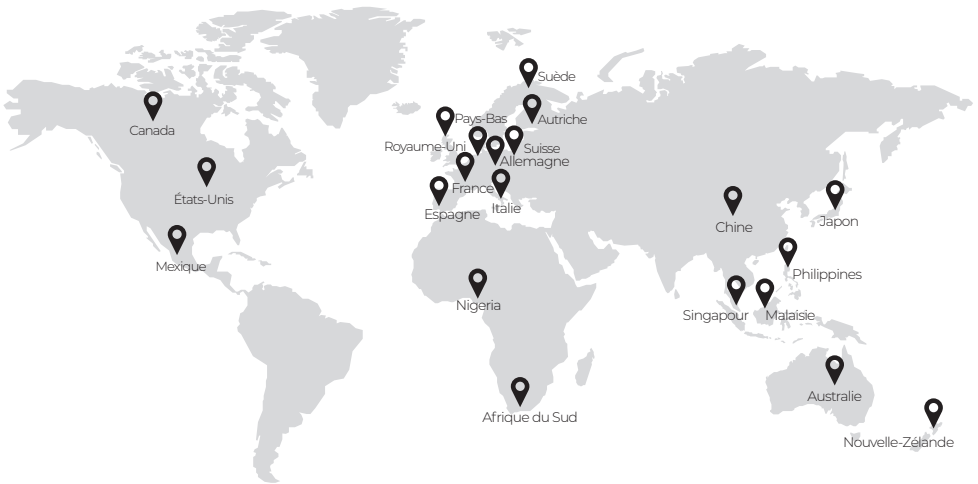 Suède
Pays-Bas
Autriche
Canada
Royaume-Uni
Suisse
Allemagne
France
États-Unis
Italie
Espagne
Japon
Chine
Mexique
Philippines
Nigeria
Singapour
Malaisie
Australie
Afrique du Sud
Nouvelle-Zélande